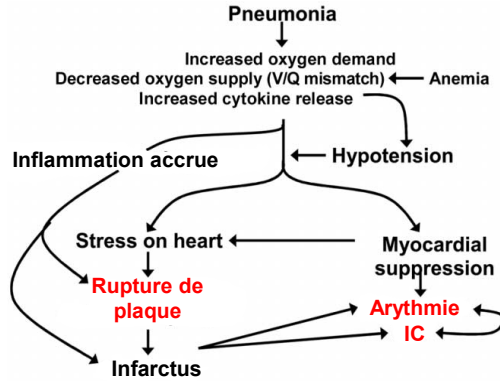 Pneumonia
Increased oxygen demand
Decreased oxygen supply (V/Q mismatch)
Anemia
Increased cytokine release
Inflammation accrue
Hypotension
Stress on heart
Myocardial
suppression
Rupture de
plaque
Arythmie
IC
Infarctus